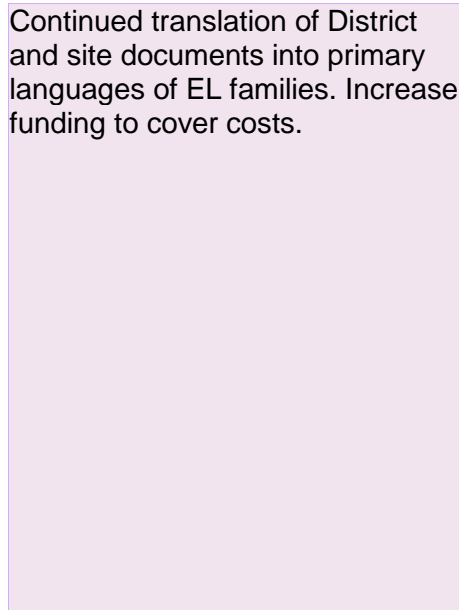 Continued translation of District
and site documents into primary
languages of EL families. Increase
funding to cover costs.